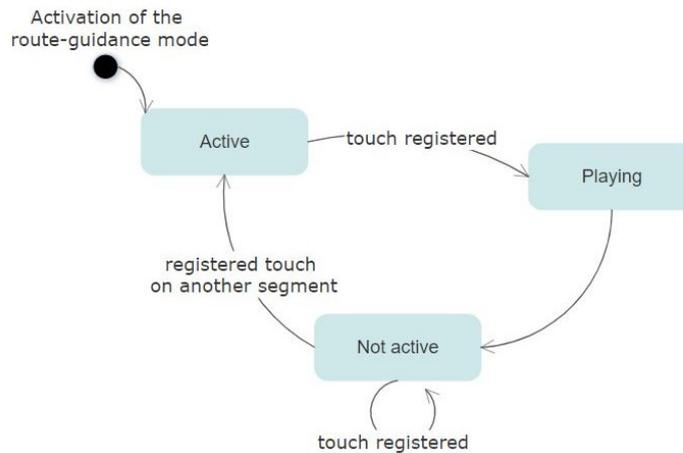 Activation of the
route-guidance mode
Active
touch registered
Playing
registered touch
on another segment
Not active
touch registered